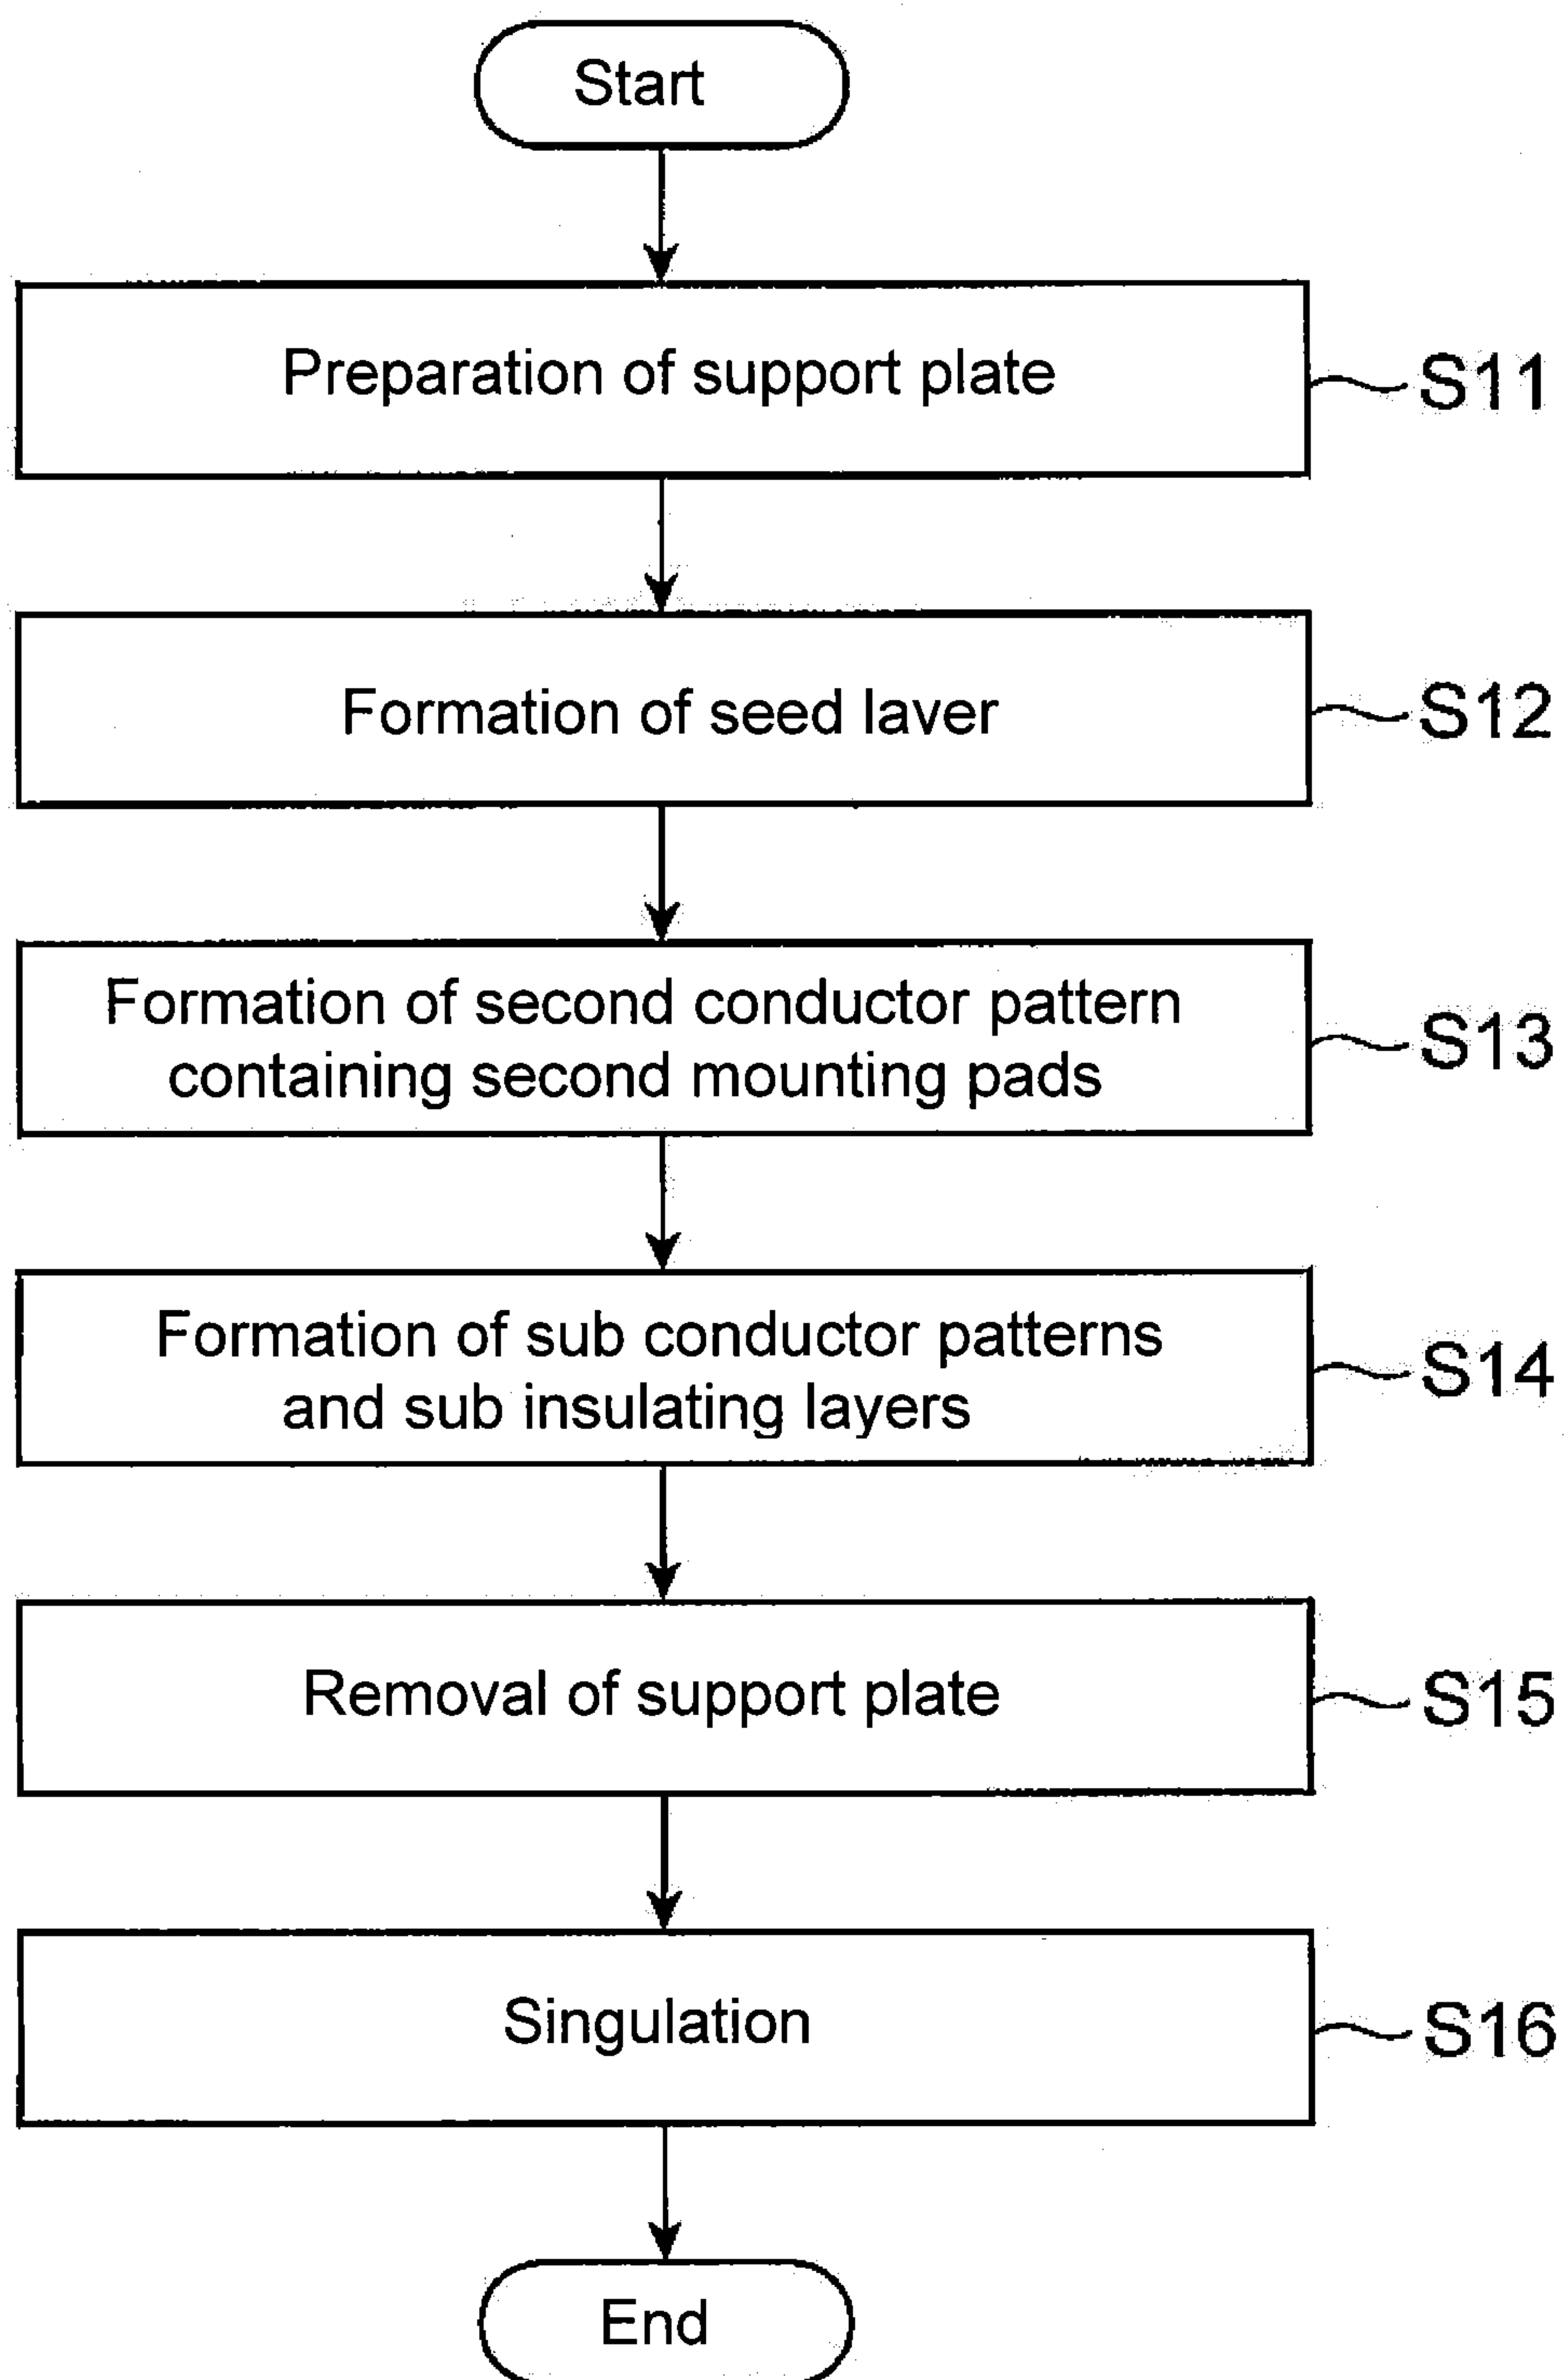 Start
Preparation of support plate
S11
Formation of seed laver
S12
Formation of second conductor pattern
containing second mounting pads
S13
Formation of sub conductor patterns
and sub insulating layers
S14
Removal of support plate
S15
Singulation
S16
End